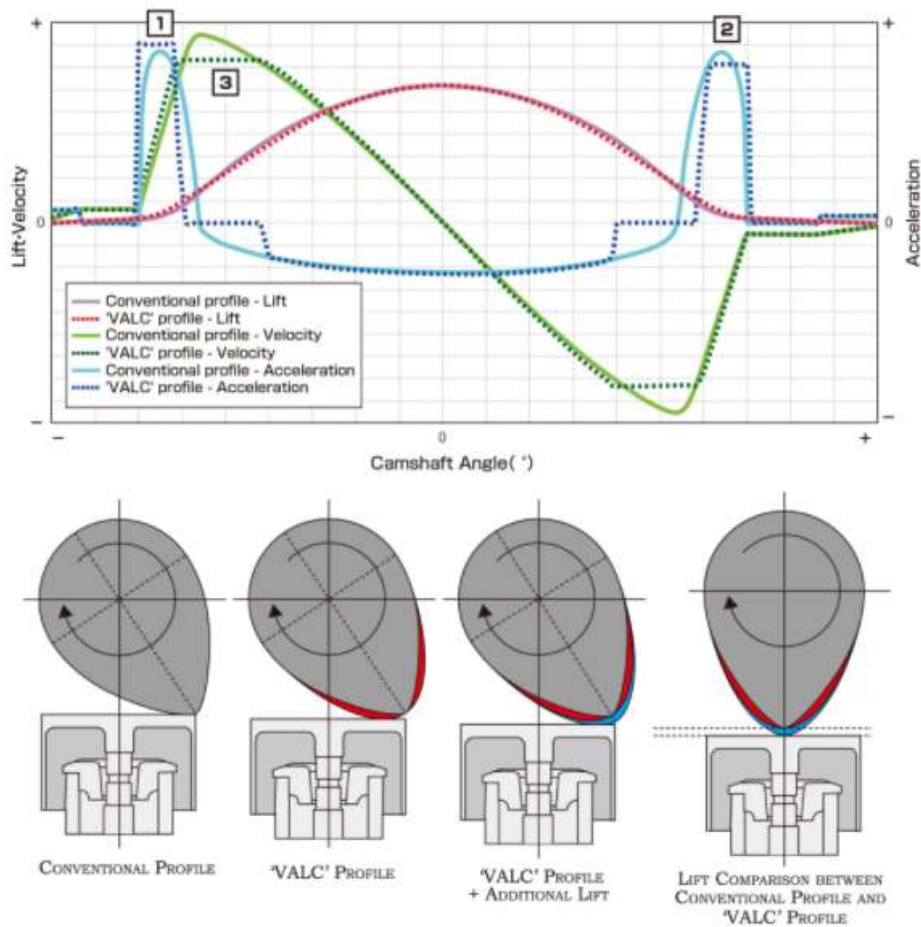 +
+
1
2
3
Lift·Velocity
0
0
Acceleration
Conventional profile - Lift
'VALC' profile - Lift
Conventional profile - Velocity
'VALC' profile - Velocity
Conventional profile - Acceleration
'VALC' profile - Acceleration
−
−
−
0
+
Camshaft Angle( °)
CONVENTIONAL PROFILE
'VALC' PROFILE
'VALC' PROFILE
+ ADDITIONAL LIFT
LIFT COMPARISON BETWEEN
CONVENTIONAL PROFILE AND
'VALC' PROFILE